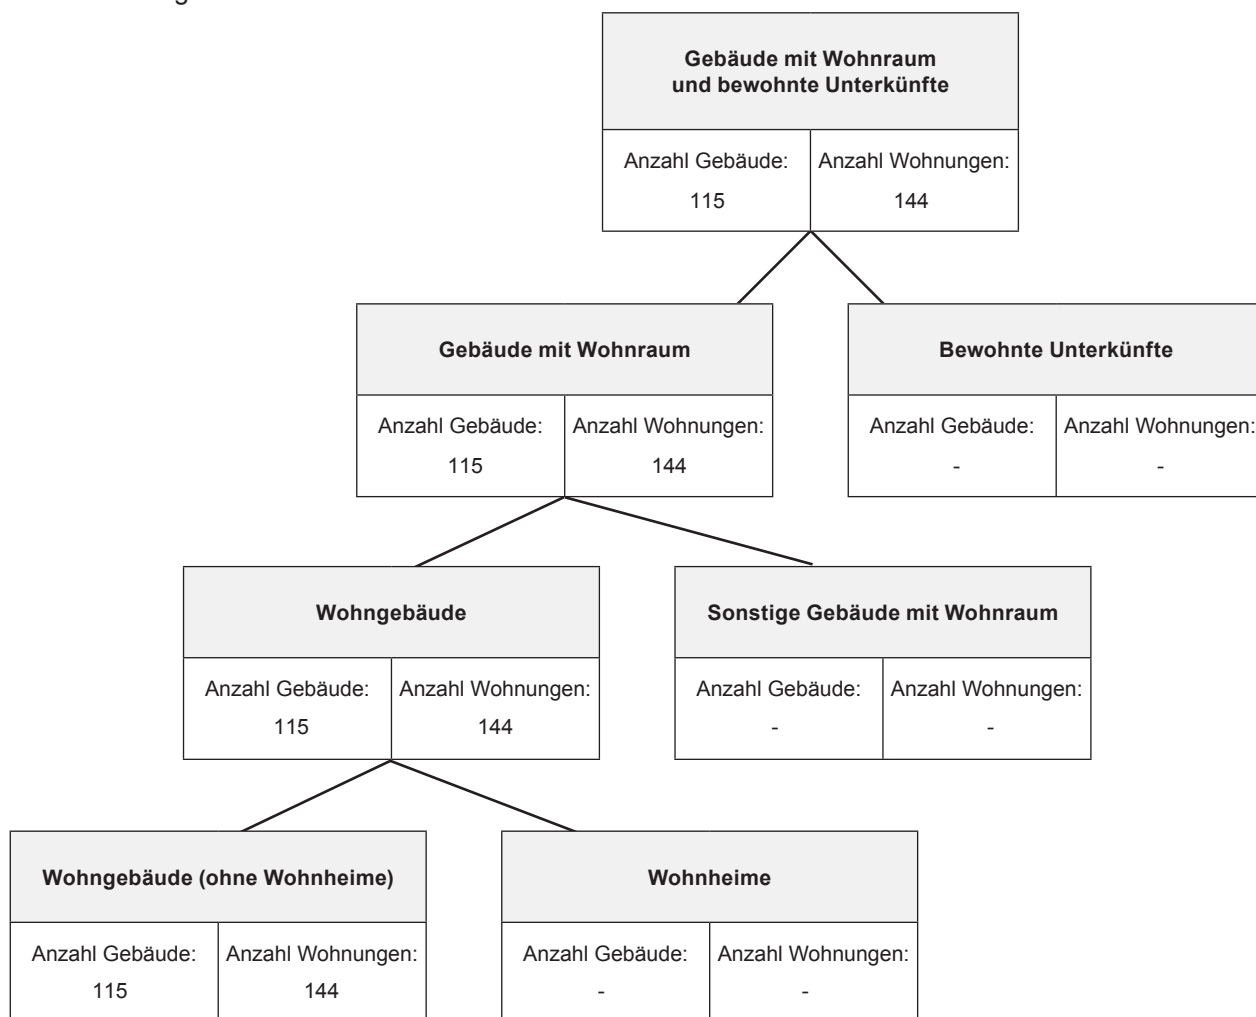 Gebäude mit Wohnraum
und bewohnte Unterkünfte
Anzahl Gebäude: Anzahl Wohnungen:
115 144
Gebäude mit Wohnraum Bewohnte Unterkünfte
Anzahl Gebäude: Anzahl Wohnungen: Anzahl Gebäude: Anzahl Wohnungen:
115 144 - -
Wohngebäude Sonstige Gebäude mit Wohnraum
Anzahl Gebäude: Anzahl Wohnungen: Anzahl Gebäude: Anzahl Wohnungen:
115 144 - -
Wohngebäude (ohne Wohnheime) Wohnheime
Anzahl Gebäude: Anzahl Wohnungen: Anzahl Gebäude: Anzahl Wohnungen:
115 144 - -